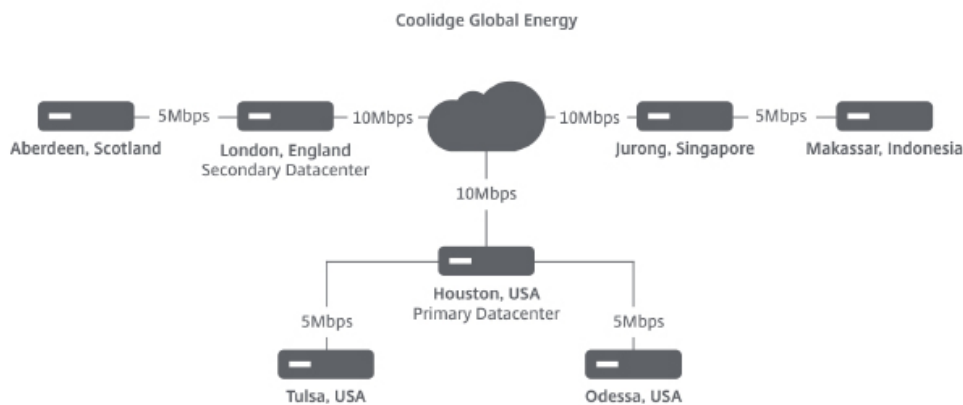 Coolidge Global Energy
5Mbps
10Mbps
10Mbps
5Mbps
Aberdeen, Scotland
London, England
Secondary Datacenter
Jurong, Singapore
Makassar, Indonesia
10Mbps
Houston, USA
Primary Datacenter
5Mbps
5Mbps
Tulsa, USA
Odessa, USA